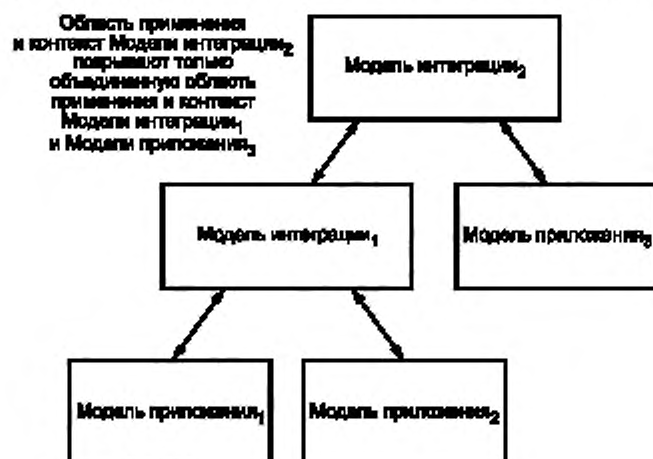 Область применения
и контекст Модели интеграции₂
покрывают только
объединенную область
применения и контекст
Модели интеграции₁
и Модели приложения₃
Модель интеграции₂
Модель интеграции₁
Модель приложения₃
Модель приложения₁
Модель приложения₂